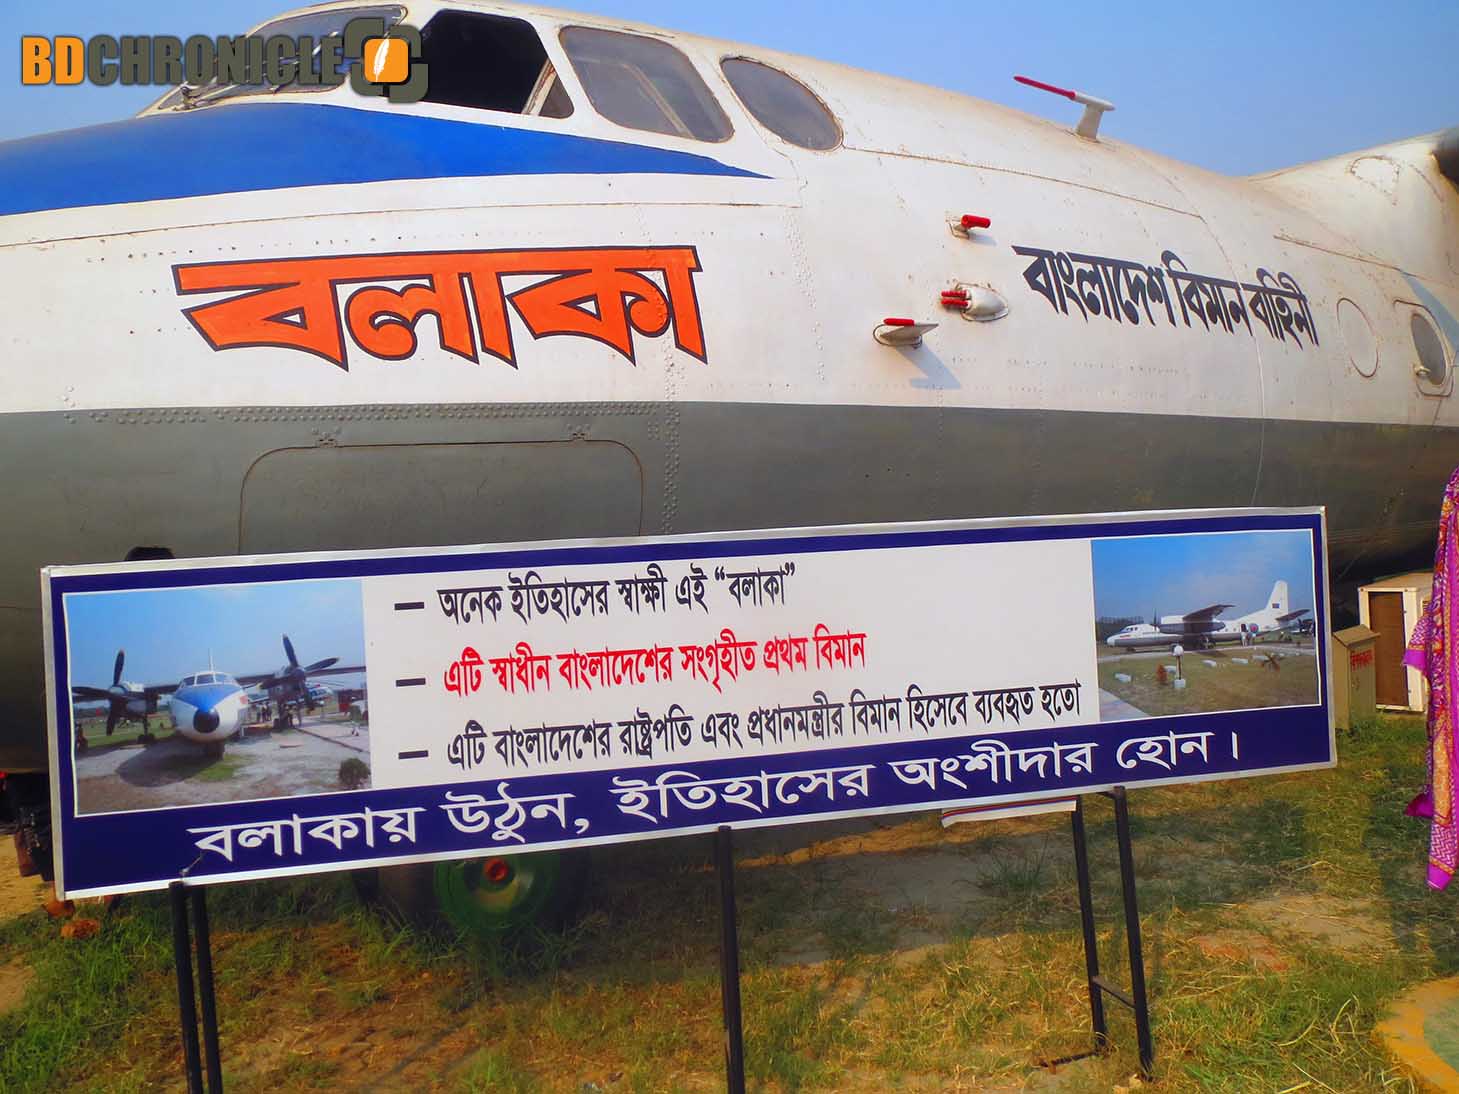 BDCHRONICLE
বলাকা
বাংলাদেশ বিমান বাহিনী
– অনেক ইতিহাসের স্বাক্ষী এই “বলাকা”
– এটি স্বাধীন বাংলাদেশের সংগৃহীত প্রথম বিমান
– এটি বাংলাদেশের রাষ্ট্রপতি এবং প্রধানমন্ত্রীর বিমান হিসেবে ব্যবহৃত হতো
বলাকায় উঠুন, ইতিহাসের অংশীদার হোন।